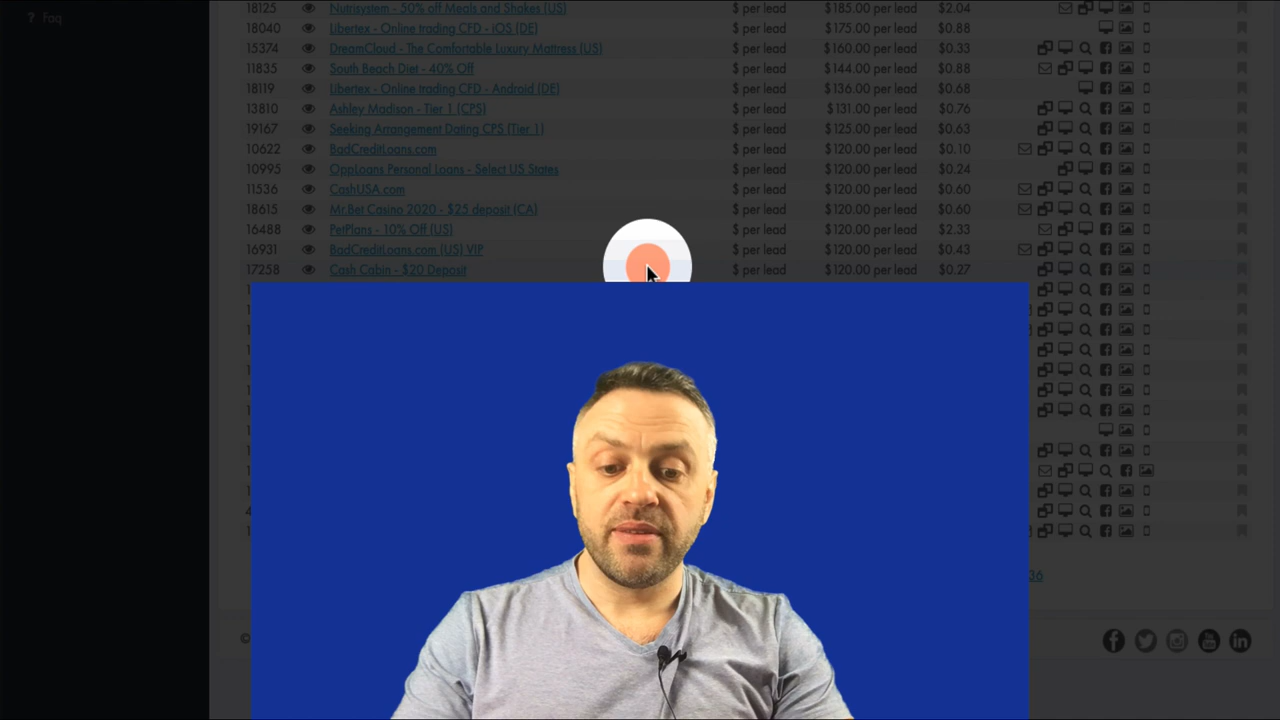 ? Faq
18125 Nutrisystem - 50% off Meals and Shakes (US) $ per lead $185.00 per lead $2.04
18040 Libertex - Online trading CFD - iOS (DE) $ per lead $175.00 per lead $0.88
15374 DreamCloud - The Comfortable Luxury Mattress (US) $ per lead $160.00 per lead $0.33
11835 South Beach Diet - 40% Off $ per lead $144.00 per lead $0.88
18119 Libertex - Online trading CFD - Android (DE) $ per lead $136.00 per lead $0.68
13810 Ashley Madison - Tier 1 (CPS) $ per lead $131.00 per lead $0.76
19167 Seeking Arrangement Dating CPS (Tier 1) $ per lead $125.00 per lead $0.63
10622 BadCreditLoans.com $ per lead $120.00 per lead $0.10
10995 OppLoans Personal Loans - Select US States $ per lead $120.00 per lead $0.24
11536 CashUSA.com $ per lead $120.00 per lead $0.60
18615 Mr.Bet Casino 2020 - $25 deposit (CA) $ per lead $120.00 per lead $0.60
16488 PetPlans - 10% Off (US) $ per lead $120.00 per lead $2.33
16931 BadCreditLoans.com (US) VIP $ per lead $120.00 per lead $0.43
17258 Cash Cabin - $20 Deposit $ per lead $120.00 per lead $0.27
36
©